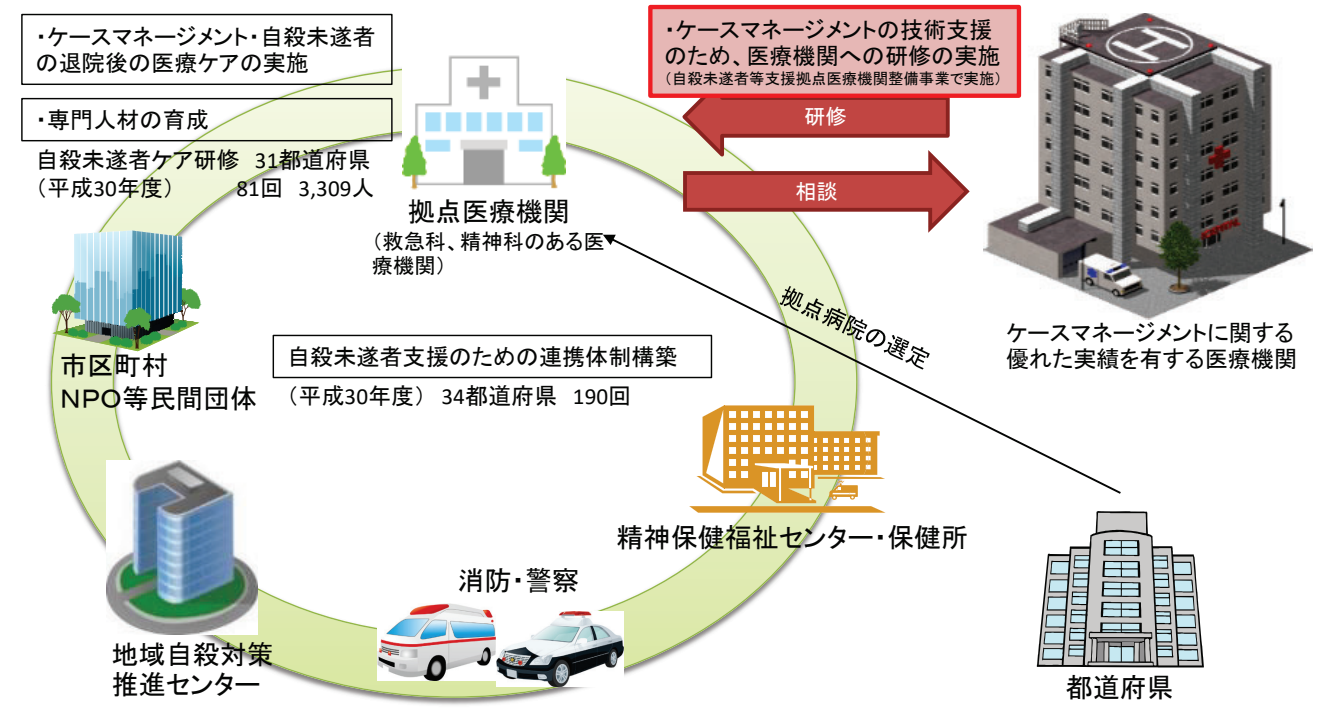 ・ケースマネージメント・自殺未遂者
の退院後の医療ケアの実施
・専門人材の育成
自殺未遂者ケア研修 31都道府県
（平成30年度） 81回 3,309人
拠点医療機関
（救急科、精神科のある医
療機関）
・ケースマネージメントの技術支援
のため、医療機関への研修の実施
（自殺未遂者等支援拠点医療機関整備事業で実施）
研修
相談
H
HOSPITAL
ケースマネージメントに関する
優れた実績を有する医療機関
拠点病院の選定
市区町村
ＮＰＯ等民間団体
自殺未遂者支援のための連携体制構築
（平成30年度） 34都道府県 190回
精神保健福祉センター・保健所
消防・警察
地域自殺対策
推進センター
都道府県